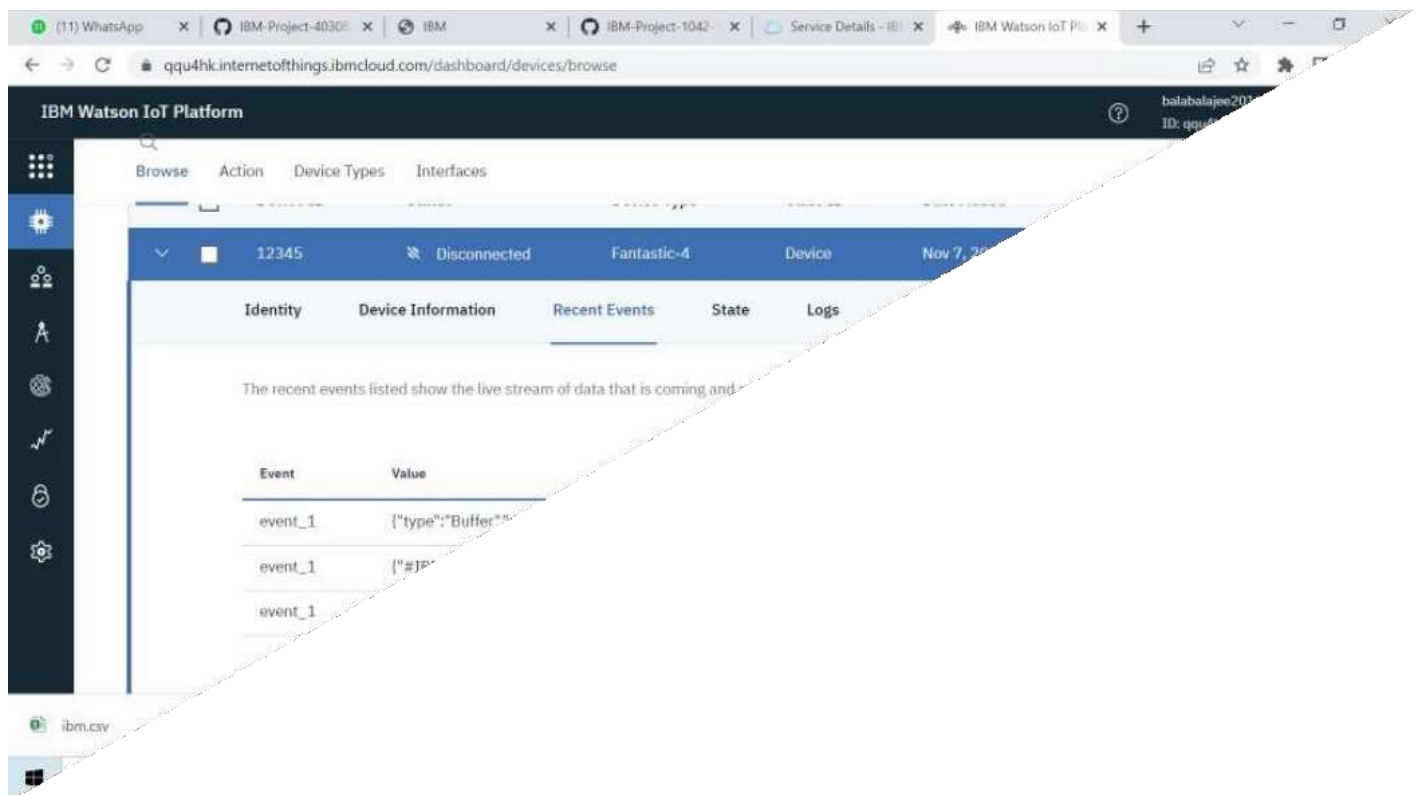 (11) WhatsApp
IBM-Project-4030
IBM
IBM-Project-1042-
Service Details - IB
IBM Watson IoT Pl
qqu4hk.internetofthings.ibmcloud.com/dashboard/devices/browse
IBM Watson IoT Platform
balabalajee201
ID: qqu4
Browse Action Device Types Interfaces
12345 Disconnected Fantastic-4 Device Nov 7, 20
Identity Device Information Recent Events State Logs
The recent events listed show the live stream of data that is coming and
Event Value
event_1 {"type":"Buffer"
event_1
event_1
ibm.csv